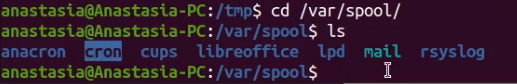 anastasia@Anastasia-PC:/tmp$ cd /var/spool/
anastasia@Anastasia-PC:/var/spool$ ls
anacron cron cups libreoffice lpd mail rsyslog
anastasia@Anastasia-PC:/var/spool$